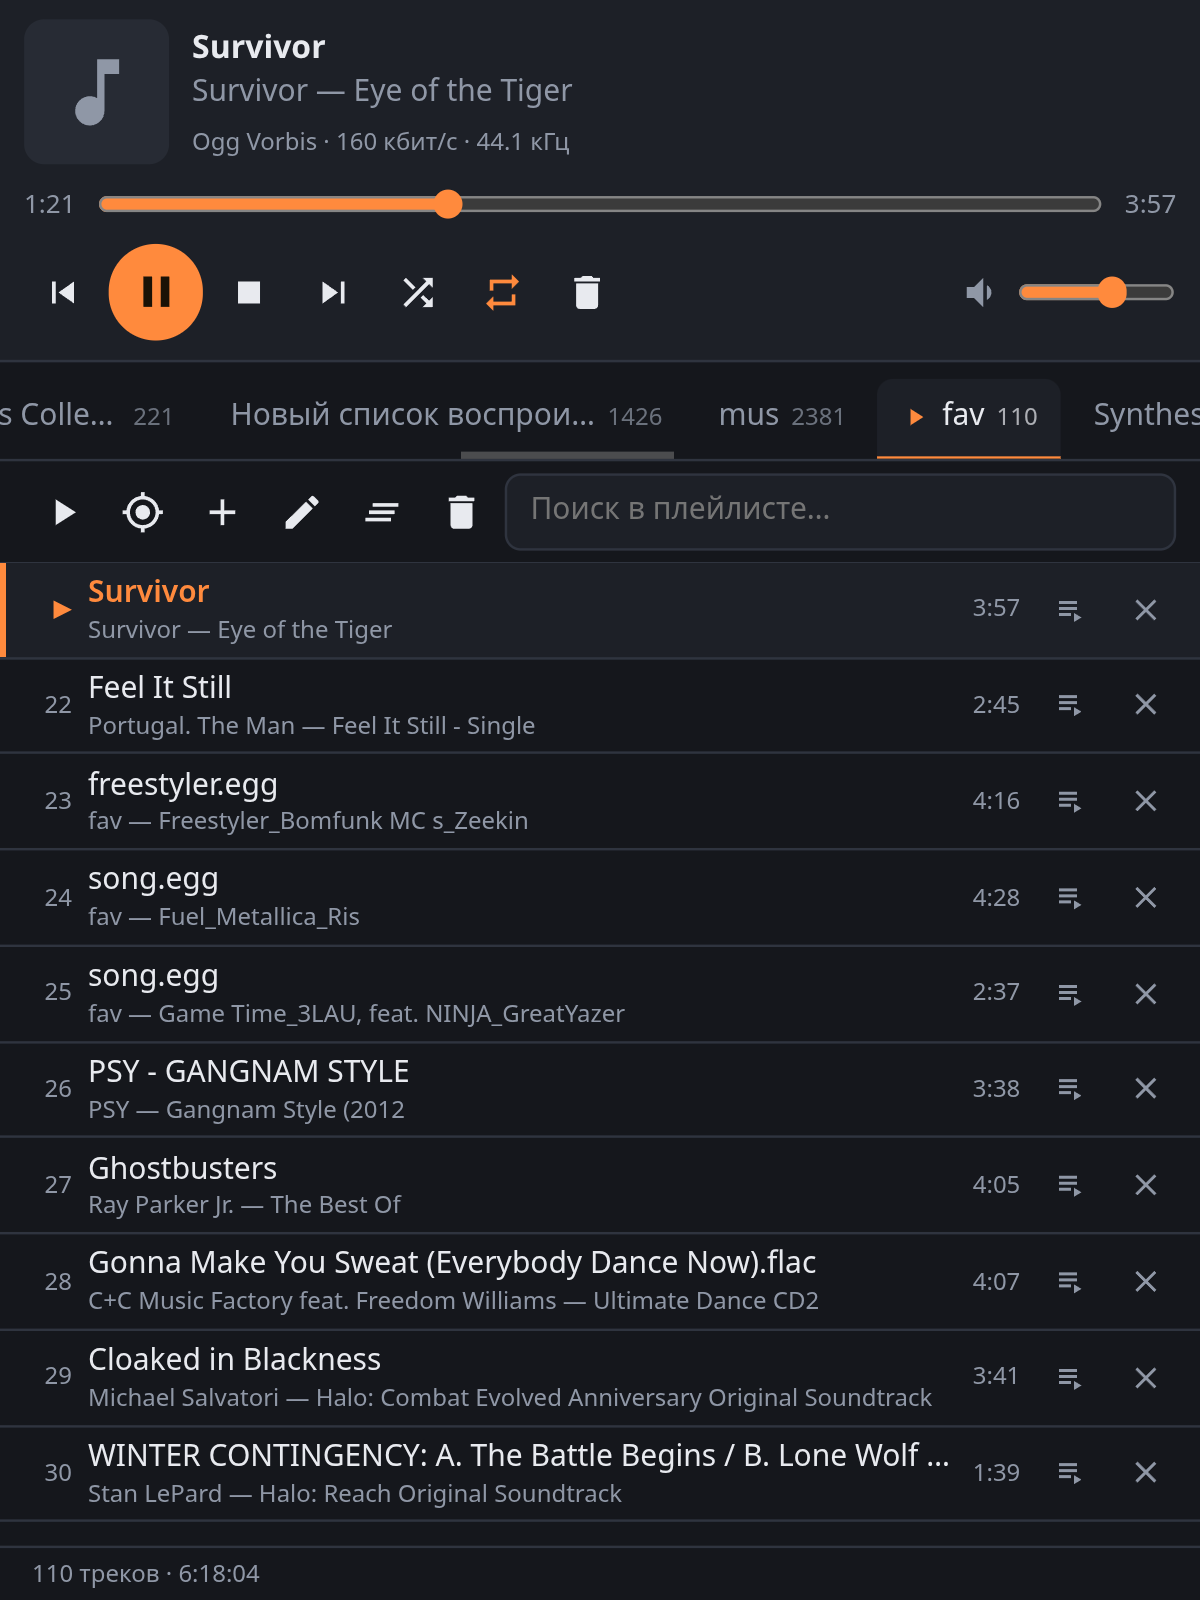 Survivor
Survivor — Eye of the Tiger
Ogg Vorbis · 160 кбит/с · 44.1 кГц
1:21 3:57
s Colle... 221 Новый список воспрои... 1426 mus 2381 fav 110 Synthes
Поиск в плейлисте...
Survivor
Survivor — Eye of the Tiger
3:57
22 Feel It Still
Portugal. The Man — Feel It Still - Single
2:45
23 freestyler.egg
fav — Freestyler_Bomfunk MC s_Zeekin
4:16
24 song.egg
fav — Fuel_Metallica_Ris
4:28
25 song.egg
fav — Game Time_3LAU, feat. NINJA_GreatYazer
2:37
26 PSY - GANGNAM STYLE
PSY — Gangnam Style (2012
3:38
27 Ghostbusters
Ray Parker Jr. — The Best Of
4:05
28 Gonna Make You Sweat (Everybody Dance Now).flac
C+C Music Factory feat. Freedom Williams — Ultimate Dance CD2
4:07
29 Cloaked in Blackness
Michael Salvatori — Halo: Combat Evolved Anniversary Original Soundtrack
3:41
30 WINTER CONTINGENCY: A. The Battle Begins / B. Lone Wolf ...
Stan LePard — Halo: Reach Original Soundtrack
1:39
110 треков · 6:18:04